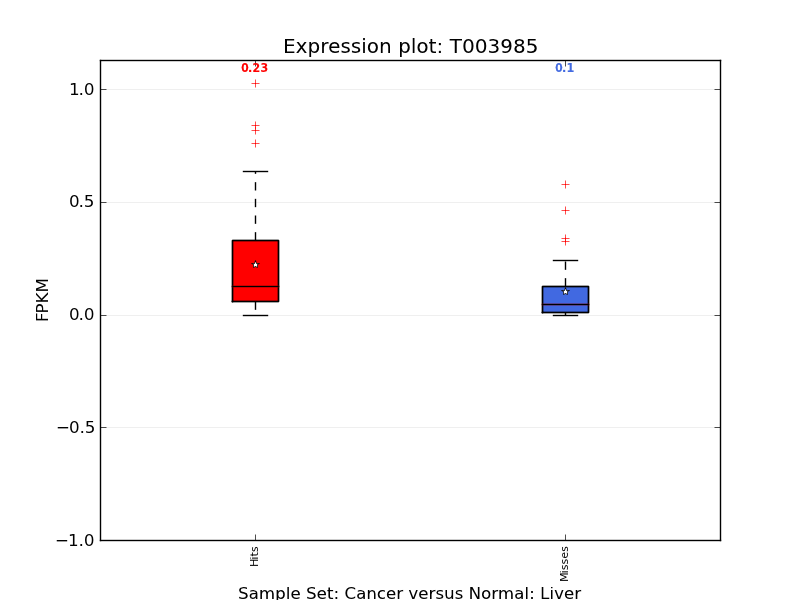 Expression plot: T003985
0.23
0.1
1.0
0.5
0.0
−0.5
−1.0
FPKM
Hits
Misses
Sample Set: Cancer versus Normal: Liver